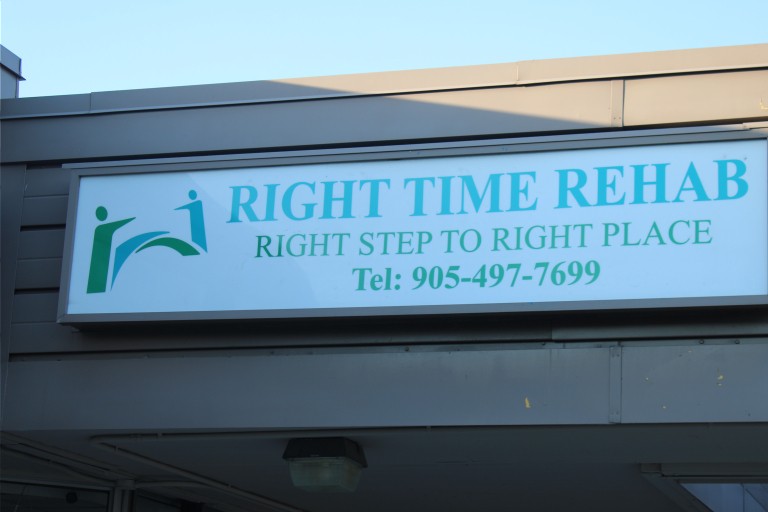 RIGHT TIME REHAB
RIGHT STEP TO RIGHT PLACE
Tel: 905-497-7699